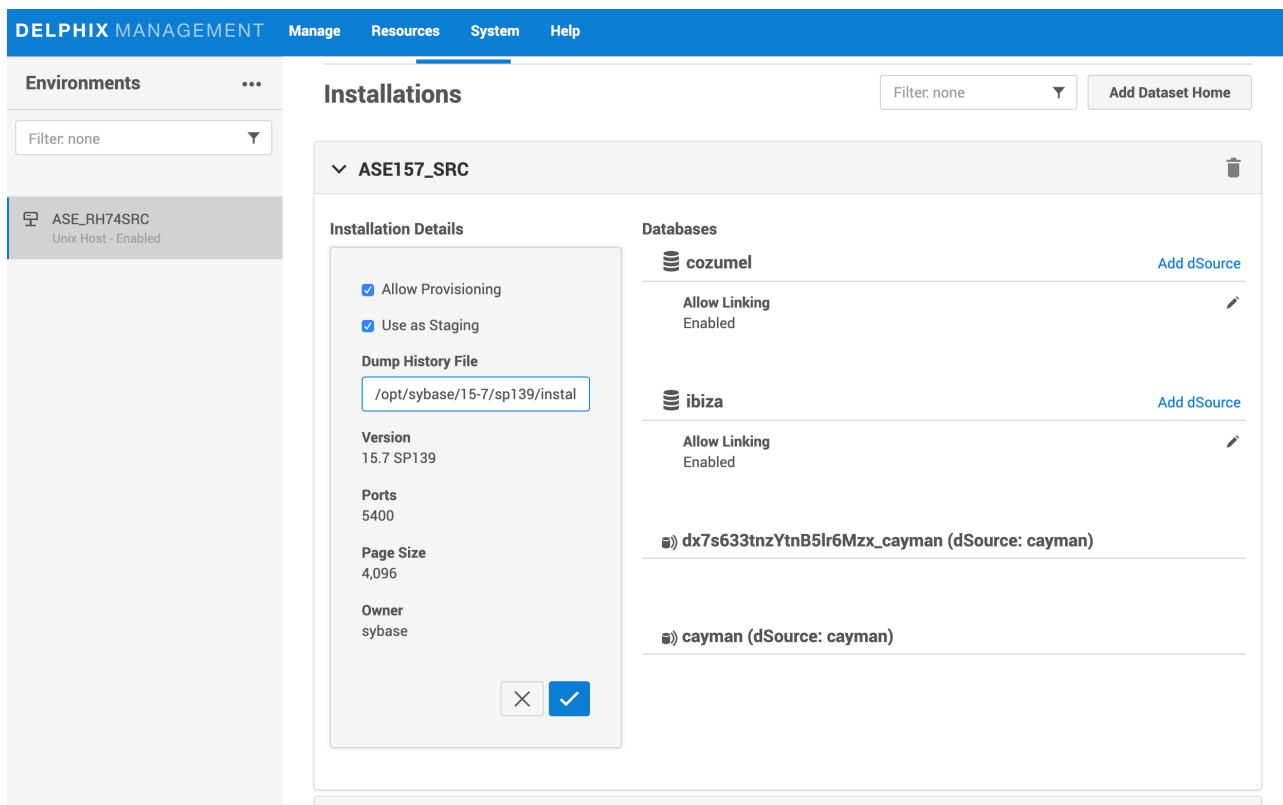 DELPHIX MANAGEMENT
Manage
Resources
System
Help
Environments
Filter: none
ASE_RH74SRC
Unix Host - Enabled
Installations
Filter: none
Add Dataset Home
ASE157_SRC
Installation Details
Allow Provisioning
Use as Staging
Dump History File
/opt/sybase/15-7/sp139/instal
Version
15.7 SP139
Ports
5400
Page Size
4,096
Owner
sybase
Databases
cozumel
Add dSource
Allow Linking
Enabled
ibiza
Add dSource
Allow Linking
Enabled
dx7s633tnzYtnB5lr6Mzx_cayman (dSource: cayman)
cayman (dSource: cayman)